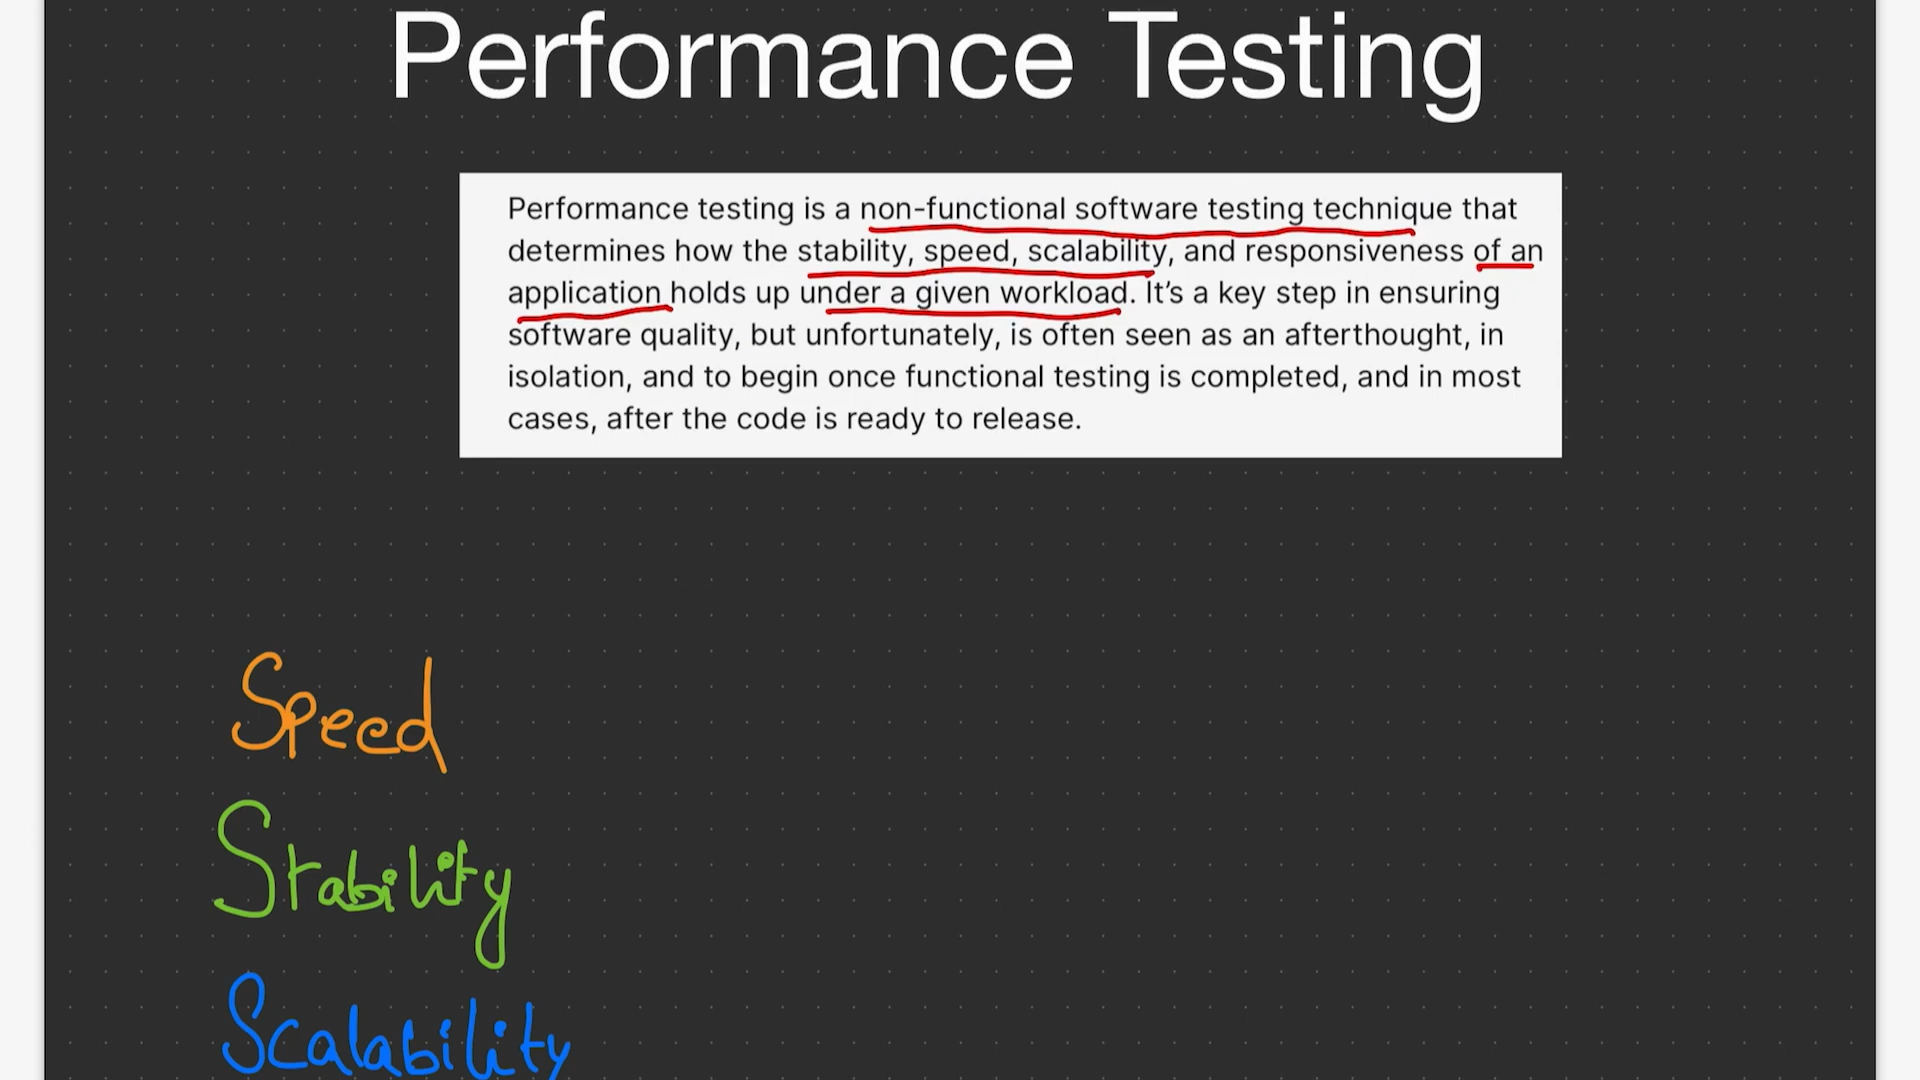 Performance Testing
Performance testing is a non-functional software testing technique that
determines how the stability, speed, scalability, and responsiveness of an
application holds up under a given workload. It’s a key step in ensuring
software quality, but unfortunately, is often seen as an afterthought, in
isolation, and to begin once functional testing is completed, and in most
cases, after the code is ready to release.
Speed
Stability
Scalability